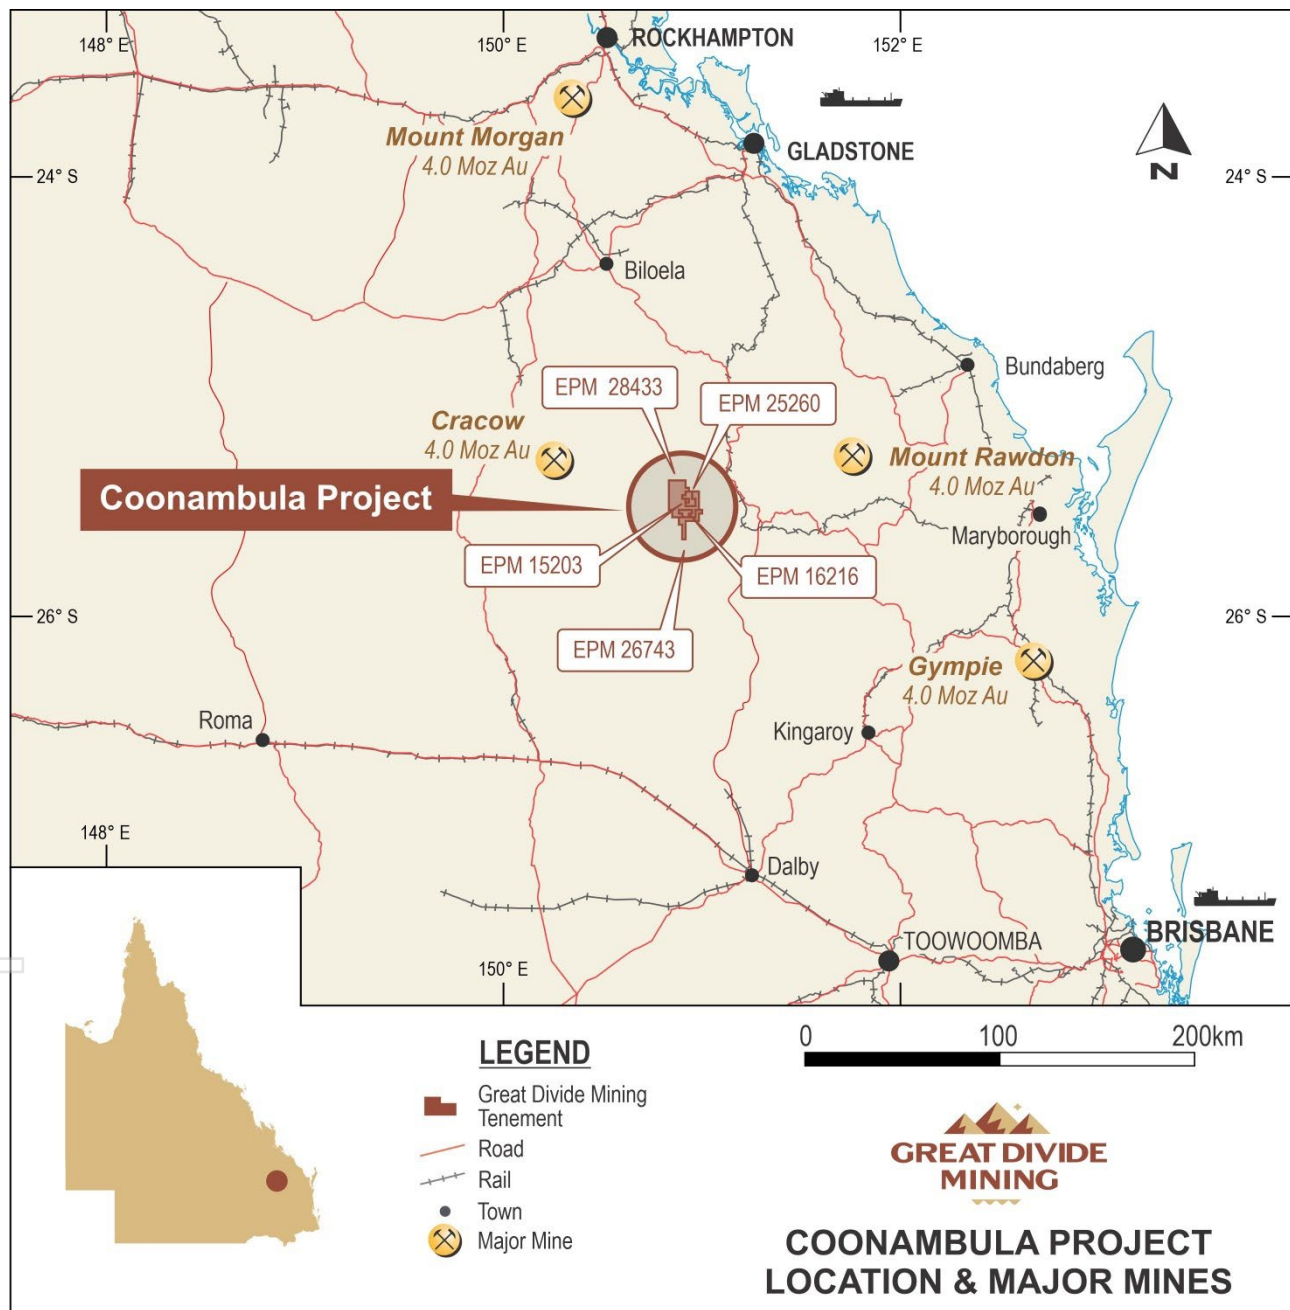 148° E
150° E
152° E
ROCKHAMPTON
Mount Morgan
4.0 Moz Au
GLADSTONE
N
24° S
24° S
Biloela
Bundaberg
EPM 28433
EPM 25260
Cracow
4.0 Moz Au
Mount Rawdon
4.0 Moz Au
Coonambula Project
Maryborough
EPM 15203
EPM 16216
26° S
26° S
EPM 26743
Gympie
4.0 Moz Au
Roma
Kingaroy
148° E
Dalby
150° E
TOOWOOMBA
BRISBANE
0 100 200km
LEGEND
Great Divide Mining
Tenement
Road
Rail
Town
Major Mine
GREAT DIVIDE
MINING
COONAMBULA PROJECT
LOCATION & MAJOR MINES